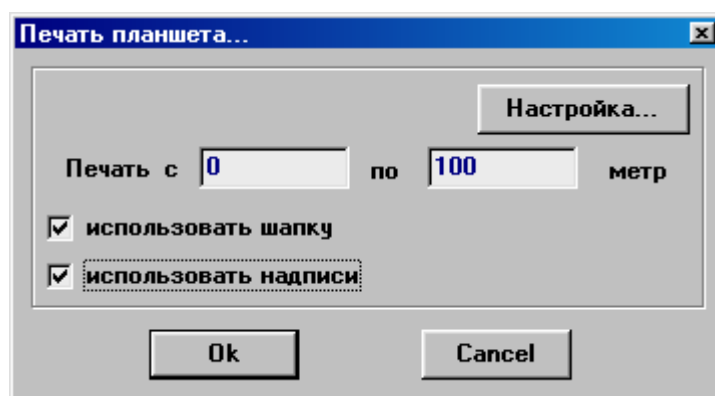 Печать планшета...
Настройка...
Печать с 0 по 100 метр
использовать шапку
использовать надписи
Ok Cancel